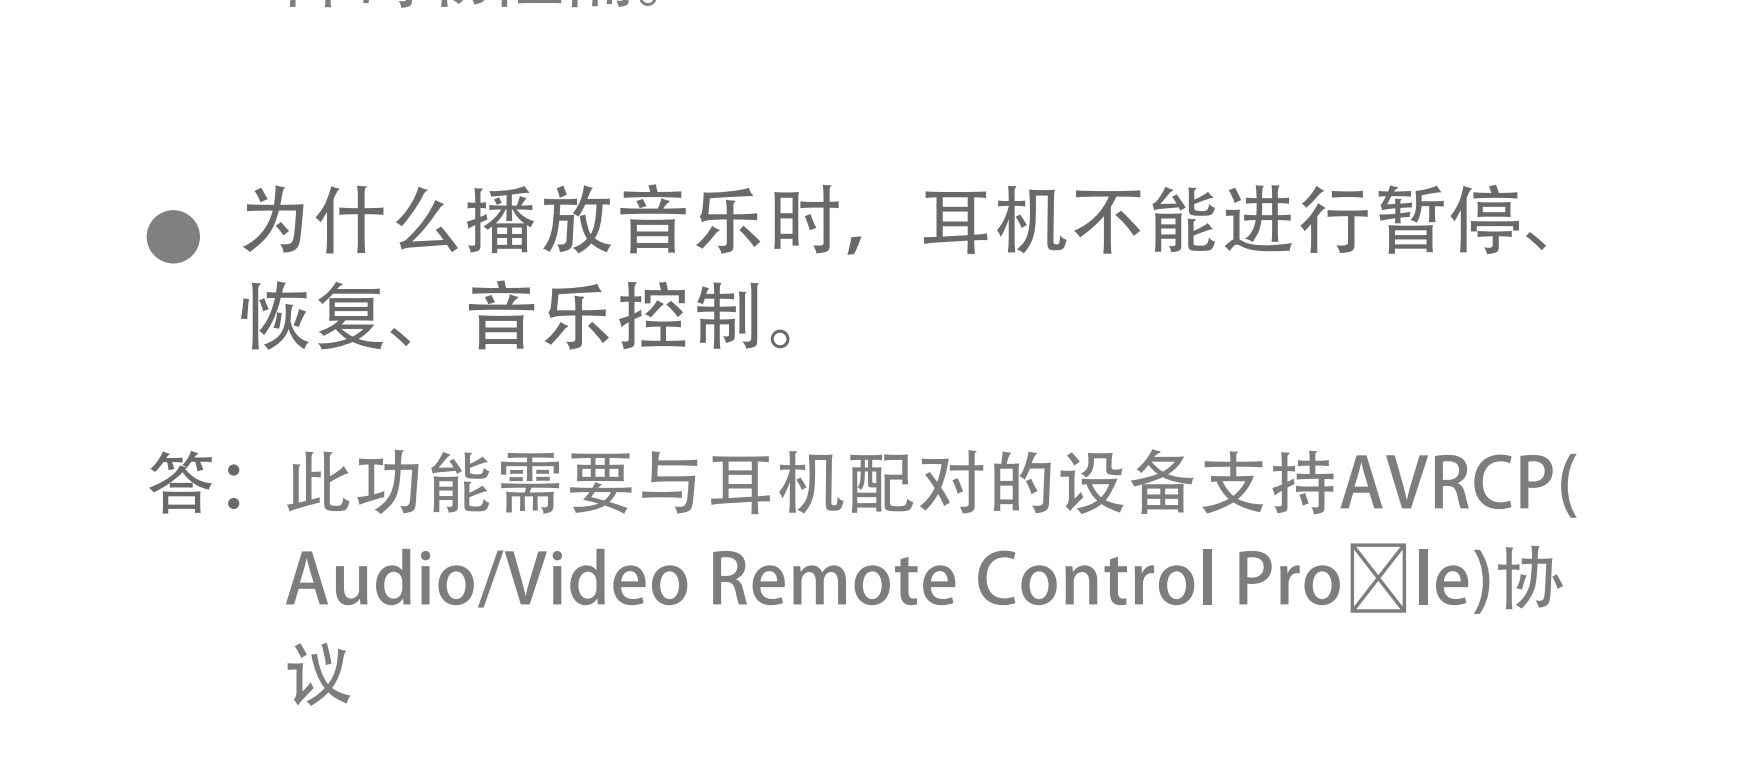 ● 为什么播放音乐时，耳机不能进行暂停、
恢复、音乐控制。
答：此功能需要与耳机配对的设备支持AVRCP(
Audio/Video Remote Control Pro☒le)协
议